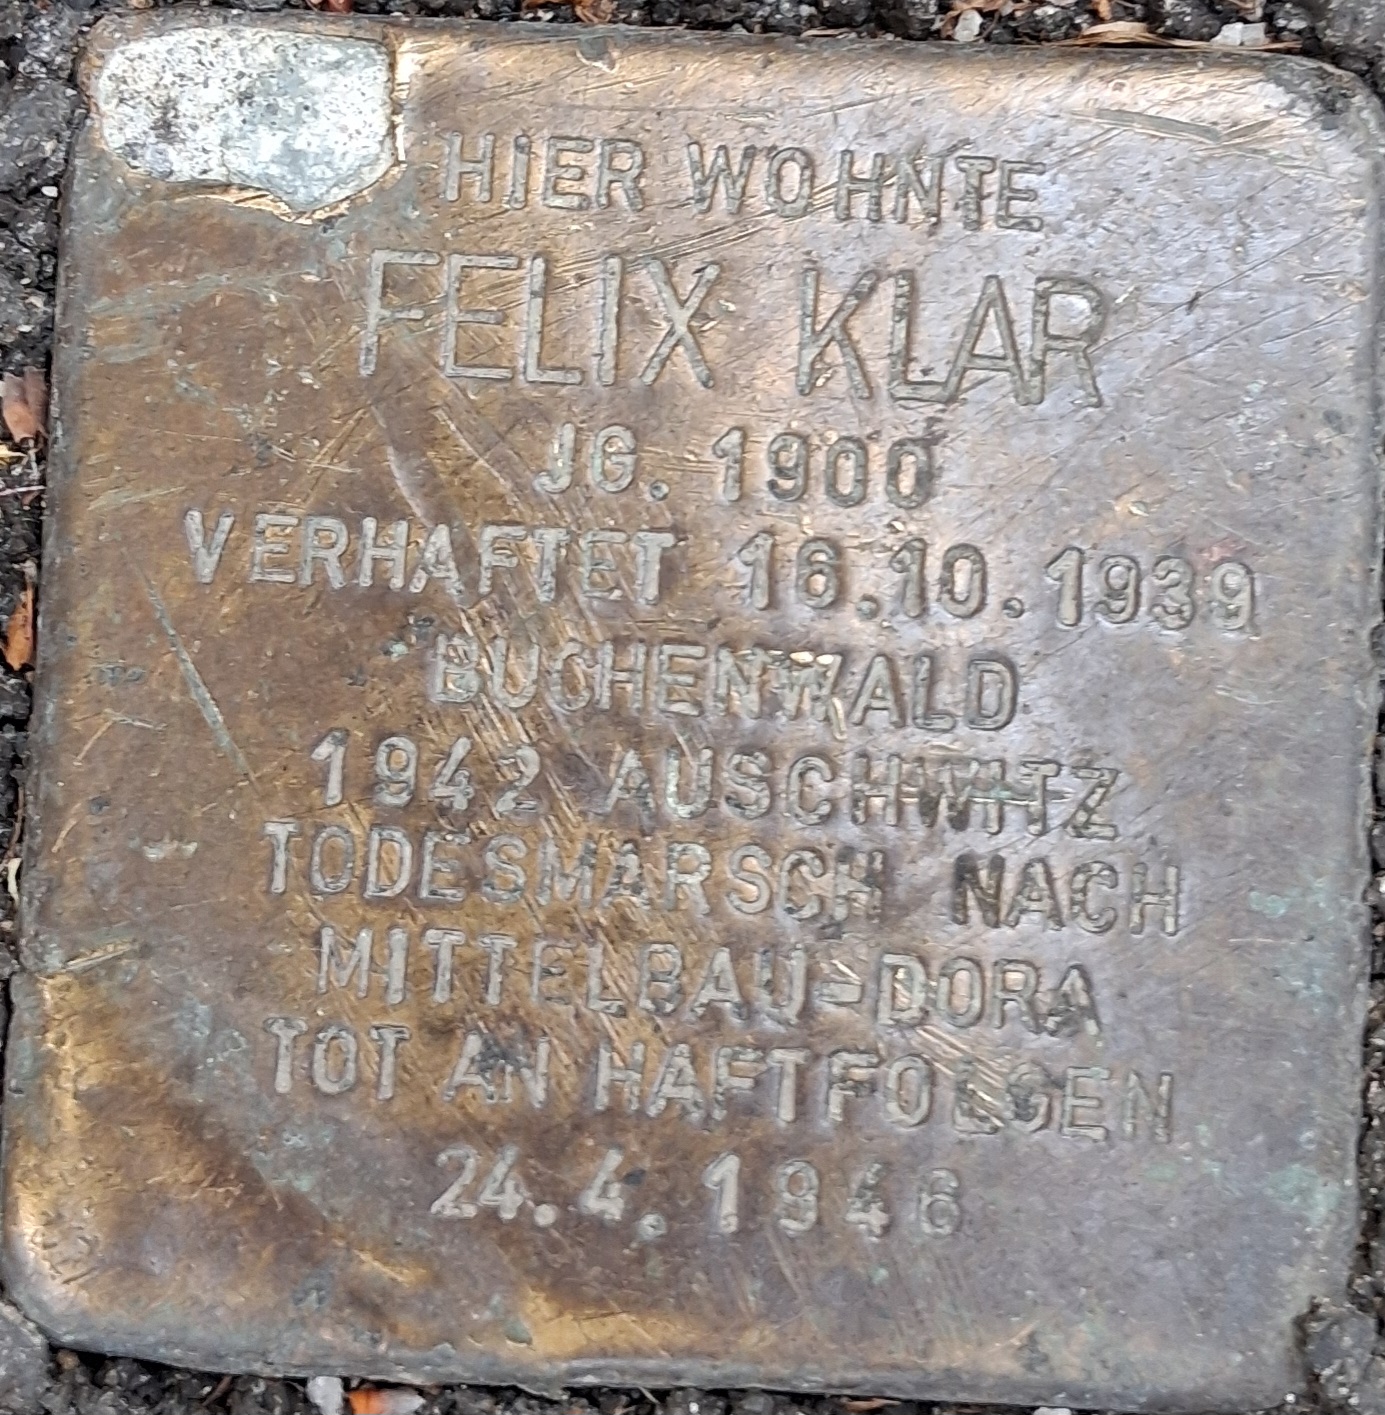 HIER WOHNTE
FELIX KLAR
JG. 1900
VERHAFTET 16.10.1939
BUCHENWALD
1942 AUSCHWITZ
TODESMARSCH NACH
MITTELBAU-DORA
TOT AN HAFTFOLGEN
24.4.1946